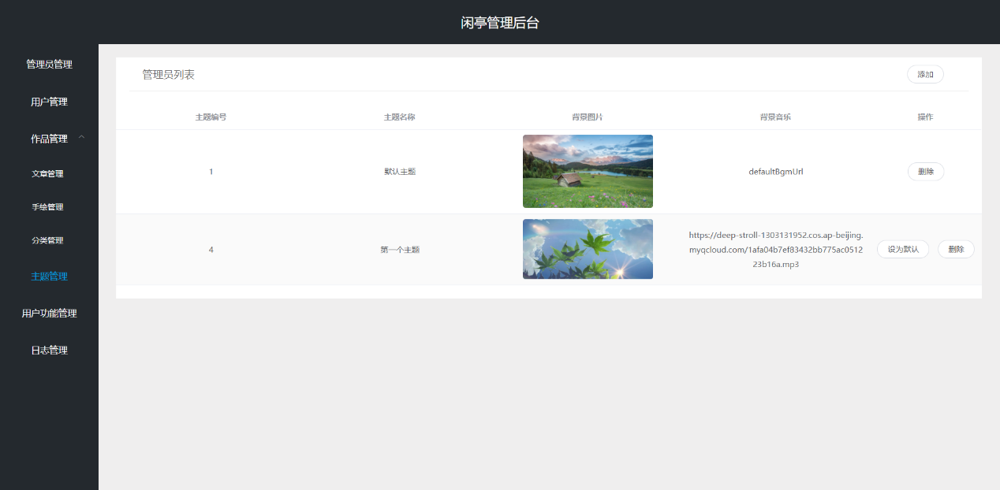 闲亭管理后台
管理员管理
用户管理
作品管理
文章管理
手绘管理
分类管理
主题管理
用户功能管理
日志管理
管理员列表
添加
主题编号
主题名称
背景图片
背景音乐
操作
1
默认主题
defaultBgmUrl
删除
4
第一个主题
https://deep-stroll-1303131952.cos.ap-beijing.
myqcloud.com/1afa04b7ef83432bb775ac0512
23b16a.mp3
设为默认
删除